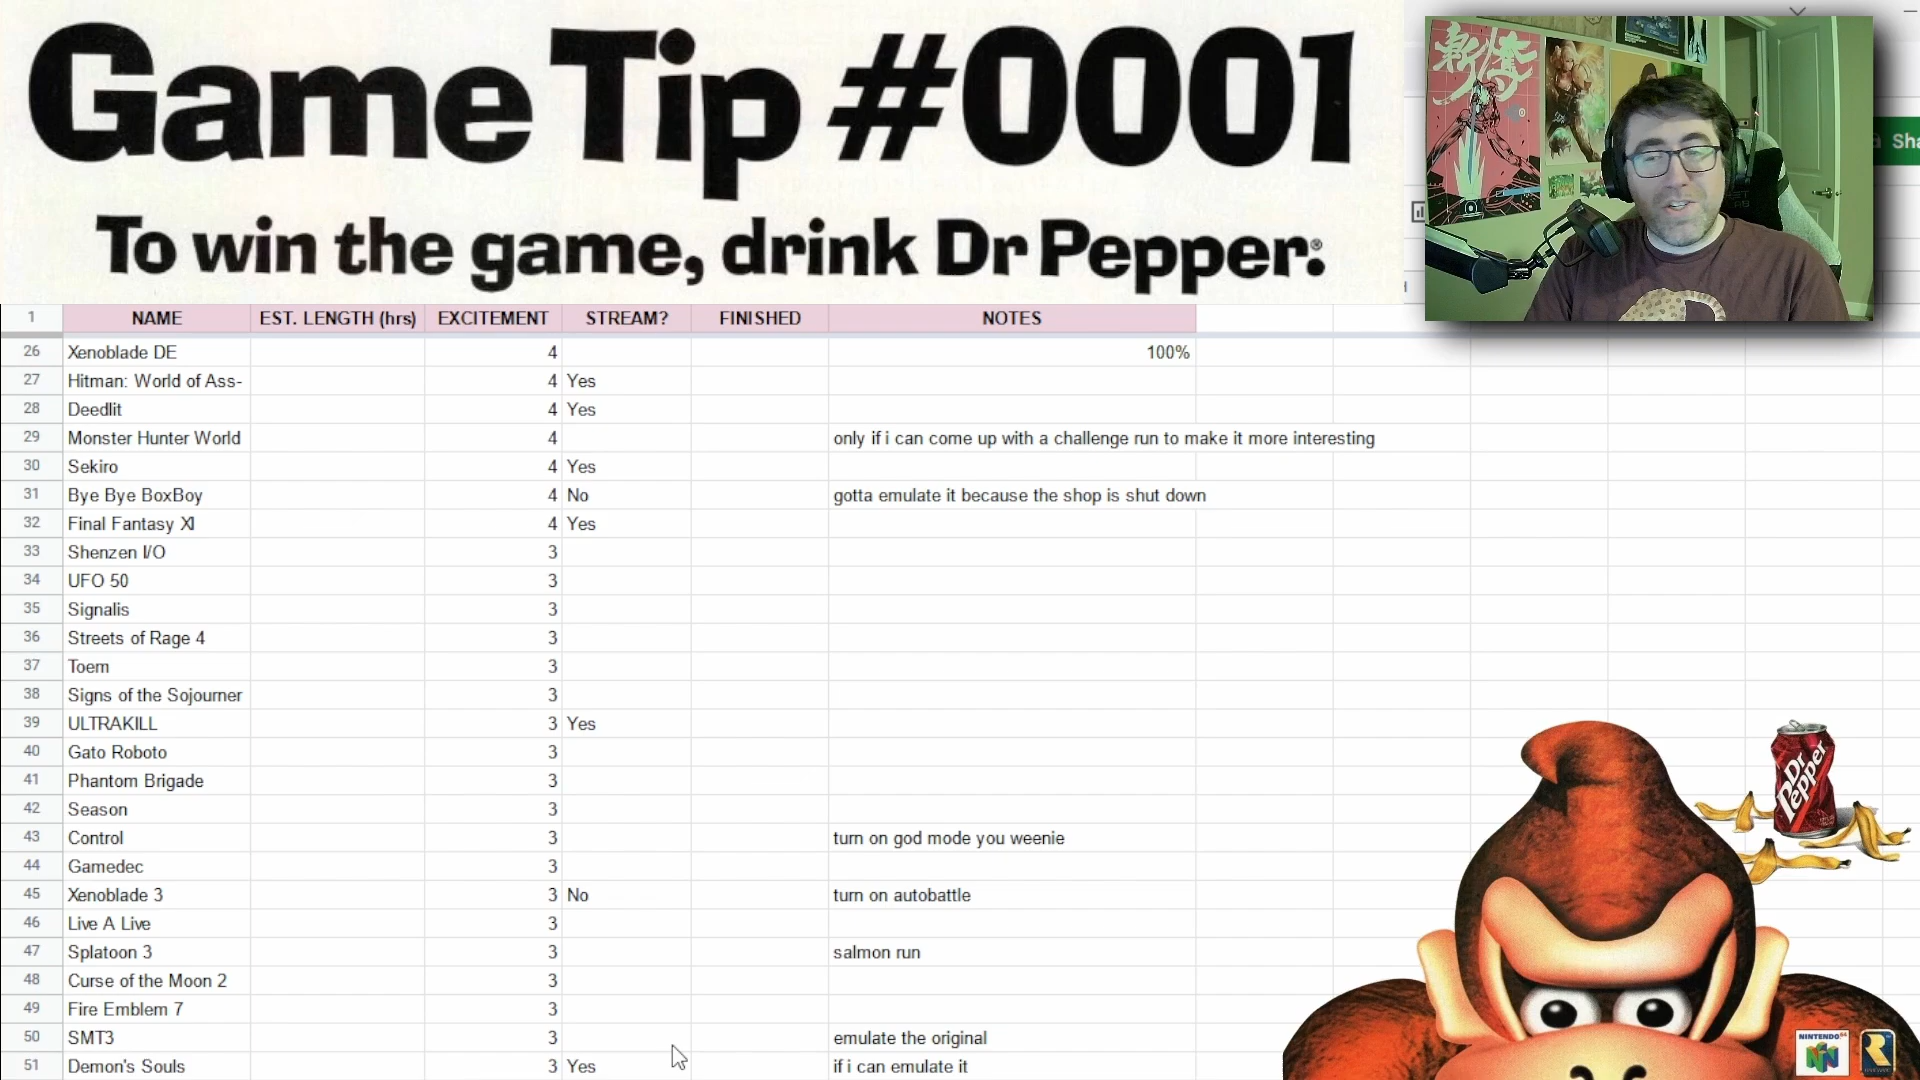 Game Tip #0001
To win the game, drink Dr Pepper.®
Sha
1 NAME EST. LENGTH (hrs) EXCITEMENT STREAM? FINISHED NOTES
26 Xenoblade DE 4 100%
27 Hitman: World of Ass- 4 Yes
28 Deedlit 4 Yes
29 Monster Hunter World 4 only if i can come up with a challenge run to make it more interesting
30 Sekiro 4 Yes
31 Bye Bye BoxBoy 4 No gotta emulate it because the shop is shut down
32 Final Fantasy XI 4 Yes
33 Shenzen I/O 3
34 UFO 50 3
35 Signalis 3
36 Streets of Rage 4 3
37 Toem 3
38 Signs of the Sojourner 3
39 ULTRAKILL 3 Yes
40 Gato Roboto 3
41 Phantom Brigade 3
42 Season 3
43 Control 3 turn on god mode you weenie
44 Gamedec 3
45 Xenoblade 3 3 No turn on autobattle
46 Live A Live 3
47 Splatoon 3 3 salmon run
48 Curse of the Moon 2 3
49 Fire Emblem 7 3
50 SMT3 3 emulate the original
51 Demon's Souls 3 Yes if i can emulate it
Dr Pepper
NINTENDO 64